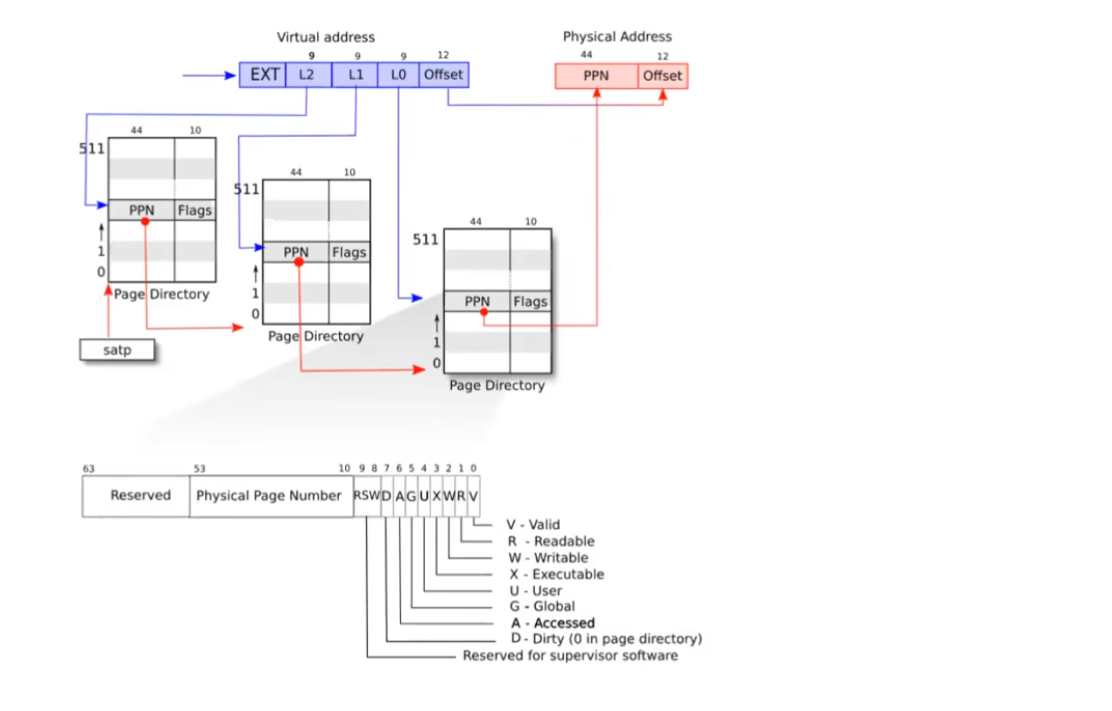 Virtual address
Physical Address
9 9 9 12
44 12
EXT L2 L1 L0 Offset
PPN Offset
44 10
511
PPN Flags
1
0
Page Directory
satp
44 10
511
PPN Flags
1
0
Page Directory
44 10
511
PPN Flags
1
0
Page Directory
63 53 10 9 8 7 6 5 4 3 2 1 0
Reserved Physical Page Number RSW D A G U X W R V
V - Valid
R - Readable
W - Writable
X - Executable
U - User
G - Global
A - Accessed
D - Dirty (0 in page directory)
Reserved for supervisor software